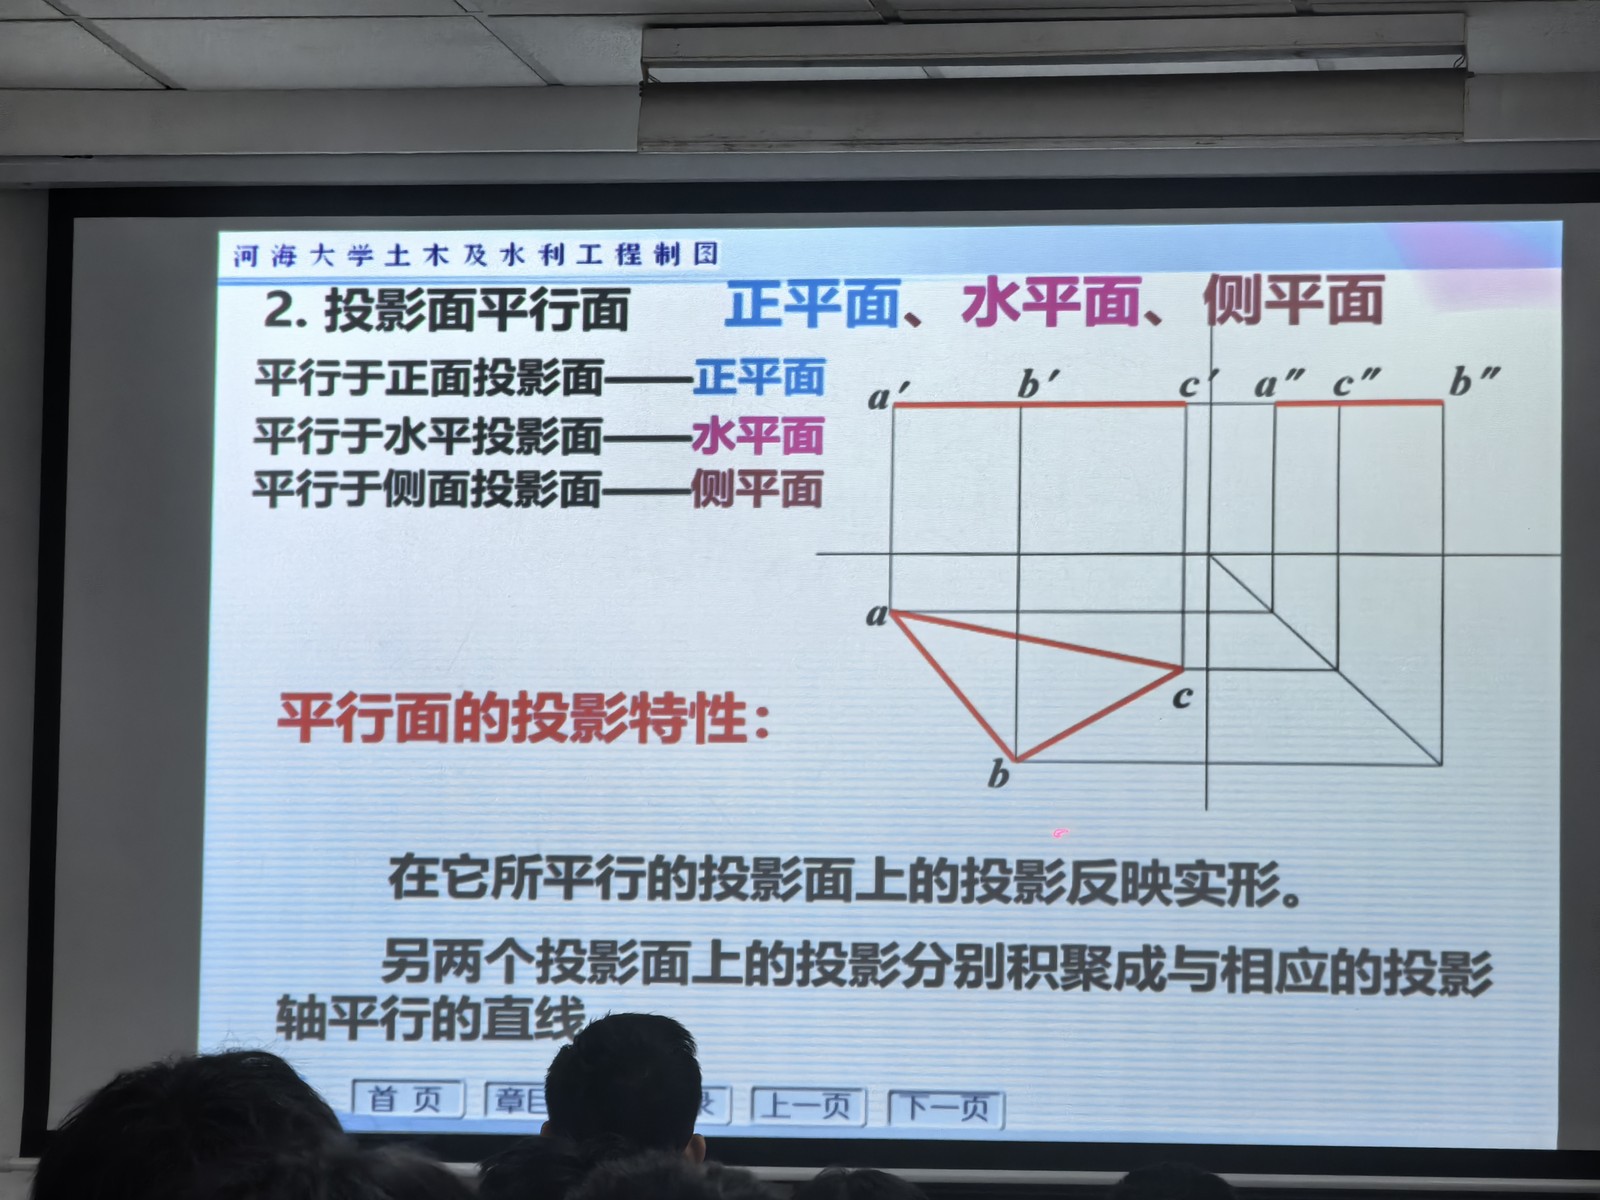 河海大学土木及水利工程制图
2. 投影面平行面 正平面、水平面、侧平面
平行于正面投影面——正平面
平行于水平投影面——水平面
平行于侧面投影面——侧平面
a′ b′ c′ a″ c″ b″
a
c
b
平行面的投影特性：
在它所平行的投影面上的投影反映实形。
另两个投影面上的投影分别积聚成与相应的投影
轴平行的直线
首页 章目 录 上一页 下一页